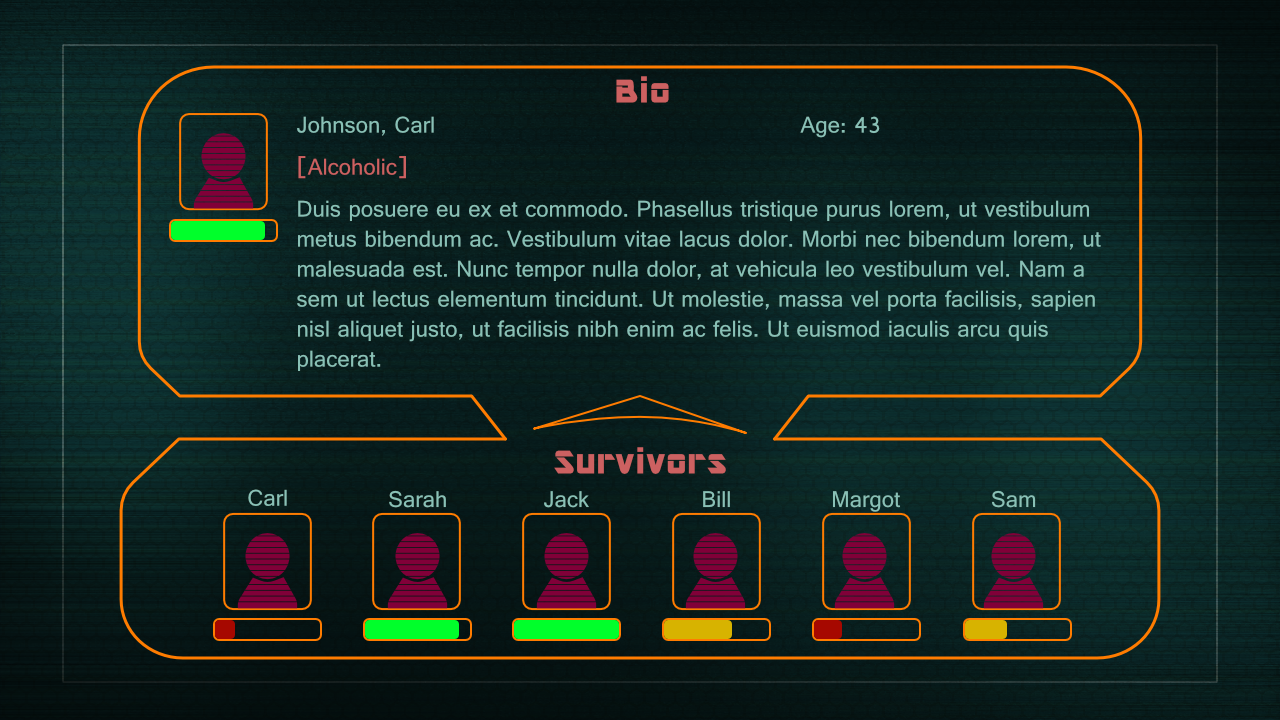 Bio
Johnson, Carl Age: 43
[Alcoholic]
Duis posuere eu ex et commodo. Phasellus tristique purus lorem, ut vestibulum
metus bibendum ac. Vestibulum vitae lacus dolor. Morbi nec bibendum lorem, ut
malesuada est. Nunc tempor nulla dolor, at vehicula leo vestibulum vel. Nam a
sem ut lectus elementum tincidunt. Ut molestie, massa vel porta facilisis, sapien
nisl aliquet justo, ut facilisis nibh enim ac felis. Ut euismod iaculis arcu quis
placerat.
Survivors
Carl Sarah Jack Bill Margot Sam